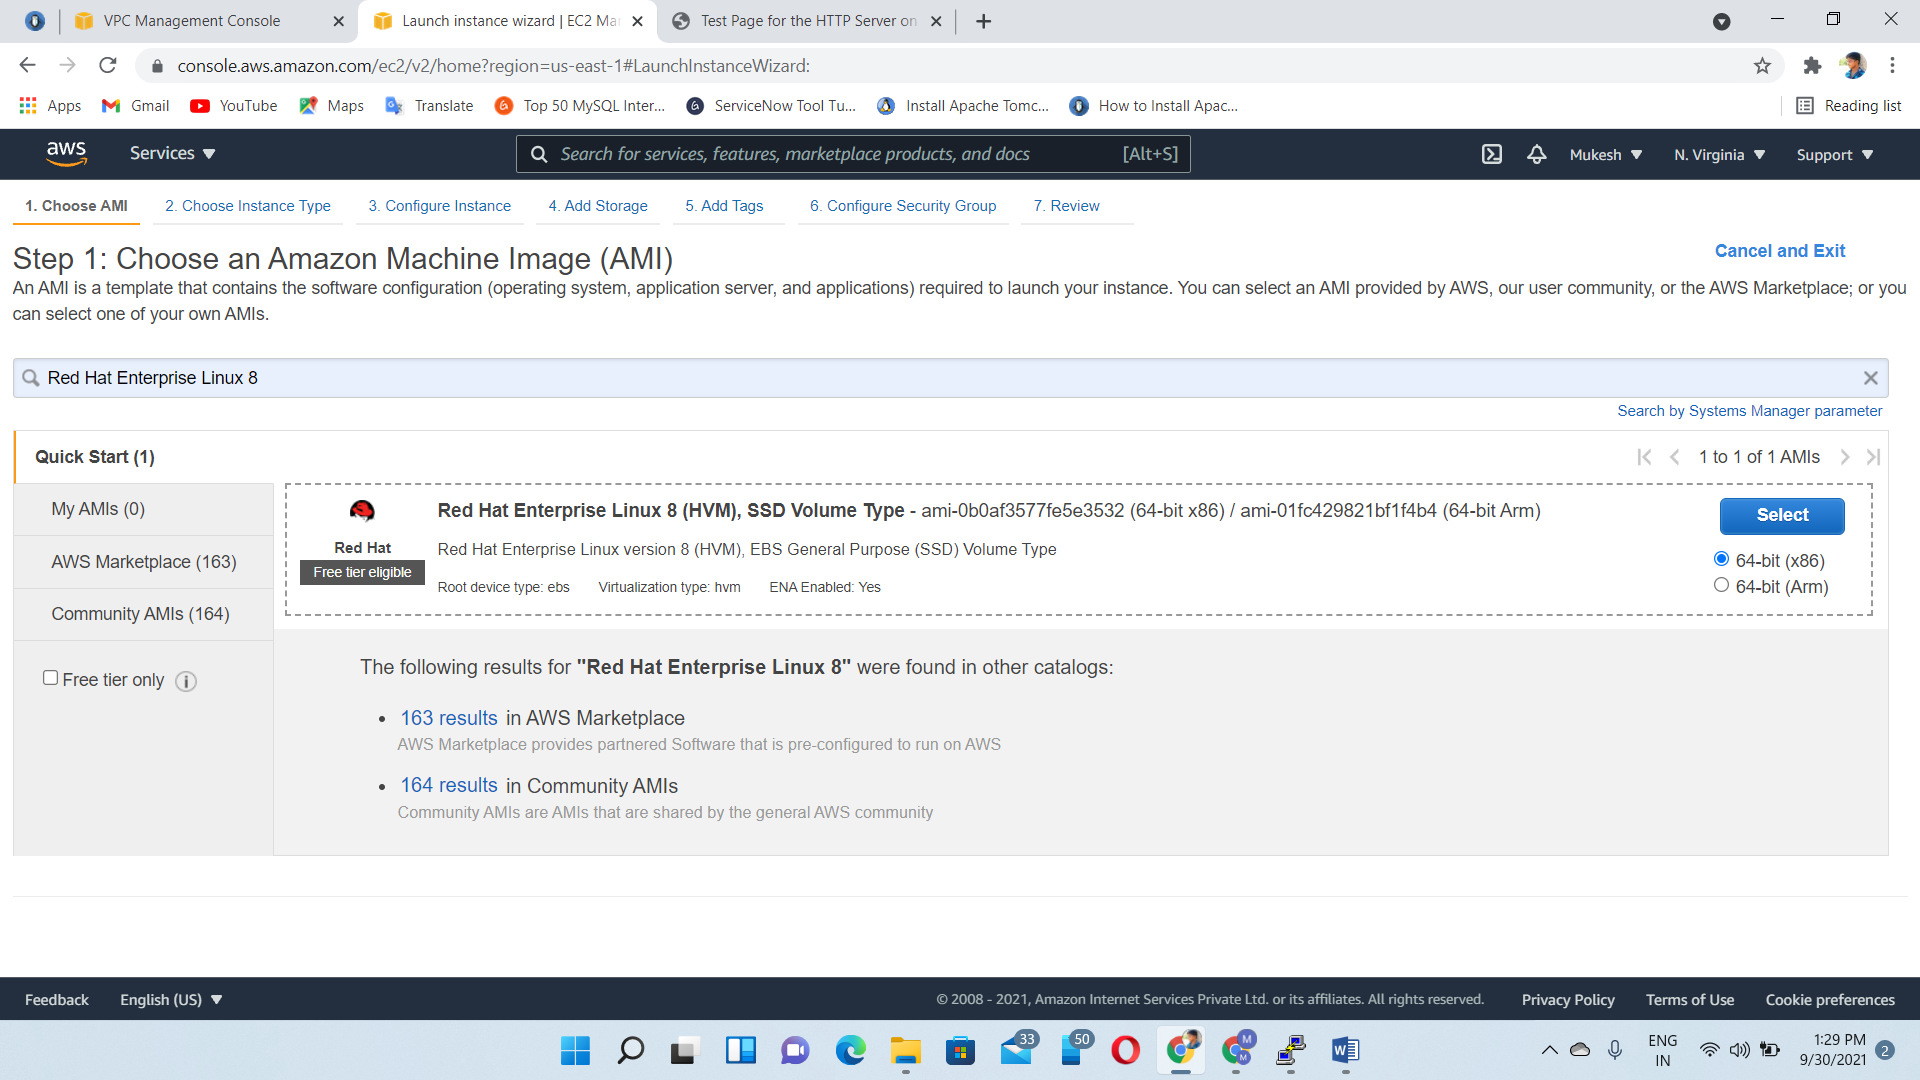 VPC Management Console
Launch instance wizard | EC2 Ma
Test Page for the HTTP Server on
console.aws.amazon.com/ec2/v2/home?region=us-east-1#LaunchInstanceWizard:
Apps Gmail YouTube Maps Translate Top 50 MySQL Inter... ServiceNow Tool Tu... Install Apache Tomc... How to Install Apac... Reading list
aws Services Search for services, features, marketplace products, and docs [Alt+S] Mukesh N. Virginia Support
1. Choose AMI 2. Choose Instance Type 3. Configure Instance 4. Add Storage 5. Add Tags 6. Configure Security Group 7. Review
Step 1: Choose an Amazon Machine Image (AMI)
Cancel and Exit
An AMI is a template that contains the software configuration (operating system, application server, and applications) required to launch your instance. You can select an AMI provided by AWS, our user community, or the AWS Marketplace; or you
can select one of your own AMIs.
Red Hat Enterprise Linux 8
Search by Systems Manager parameter
Quick Start (1)
1 to 1 of 1 AMIs
My AMIs (0)
AWS Marketplace (163)
Community AMIs (164)
Free tier only
Red Hat
Free tier eligible
Red Hat Enterprise Linux 8 (HVM), SSD Volume Type - ami-0b0af3577fe5e3532 (64-bit x86) / ami-01fc429821bf1f4b4 (64-bit Arm)
Red Hat Enterprise Linux version 8 (HVM), EBS General Purpose (SSD) Volume Type
Root device type: ebs Virtualization type: hvm ENA Enabled: Yes
Select
64-bit (x86)
64-bit (Arm)
The following results for "Red Hat Enterprise Linux 8" were found in other catalogs:
163 results in AWS Marketplace
AWS Marketplace provides partnered Software that is pre-configured to run on AWS
164 results in Community AMIs
Community AMIs are AMIs that are shared by the general AWS community
Feedback English (US) © 2008 - 2021, Amazon Internet Services Private Ltd. or its affiliates. All rights reserved. Privacy Policy Terms of Use Cookie preferences
33
50
M
M
ENG
IN
1:29 PM
9/30/2021
2